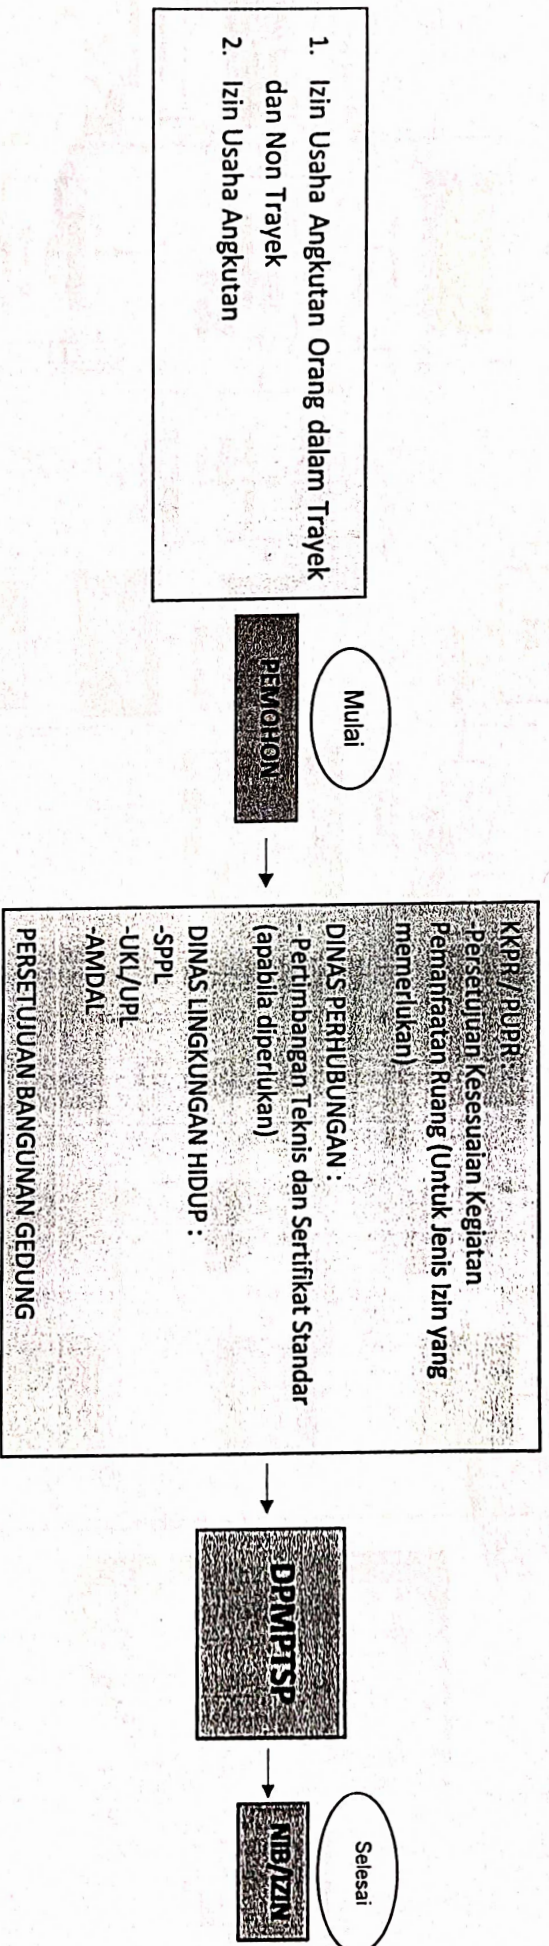 1. Izin Usaha Angkutan Orang dalam Trayek
dan Non Trayek
2. Izin Usaha Angkutan
Mulai
PEMOHON
KKPR / PUPR :
-Persetujuan Kesesuaian Kegiatan
Pemanfaatan Ruang (Untuk Jenis Izin yang
memerlukan)
DINAS PERHUBUNGAN :
- Pertimbangan Teknis dan Sertifikat Standar
(apabila diperlukan)
DINAS LINGKUNGAN HIDUP :
-SPPL
-UKL/UPL
-AMDAL
PERSETUJUAN BANGUNAN GEDUNG
DPMPTSP
Selesai
NIB/IZIN